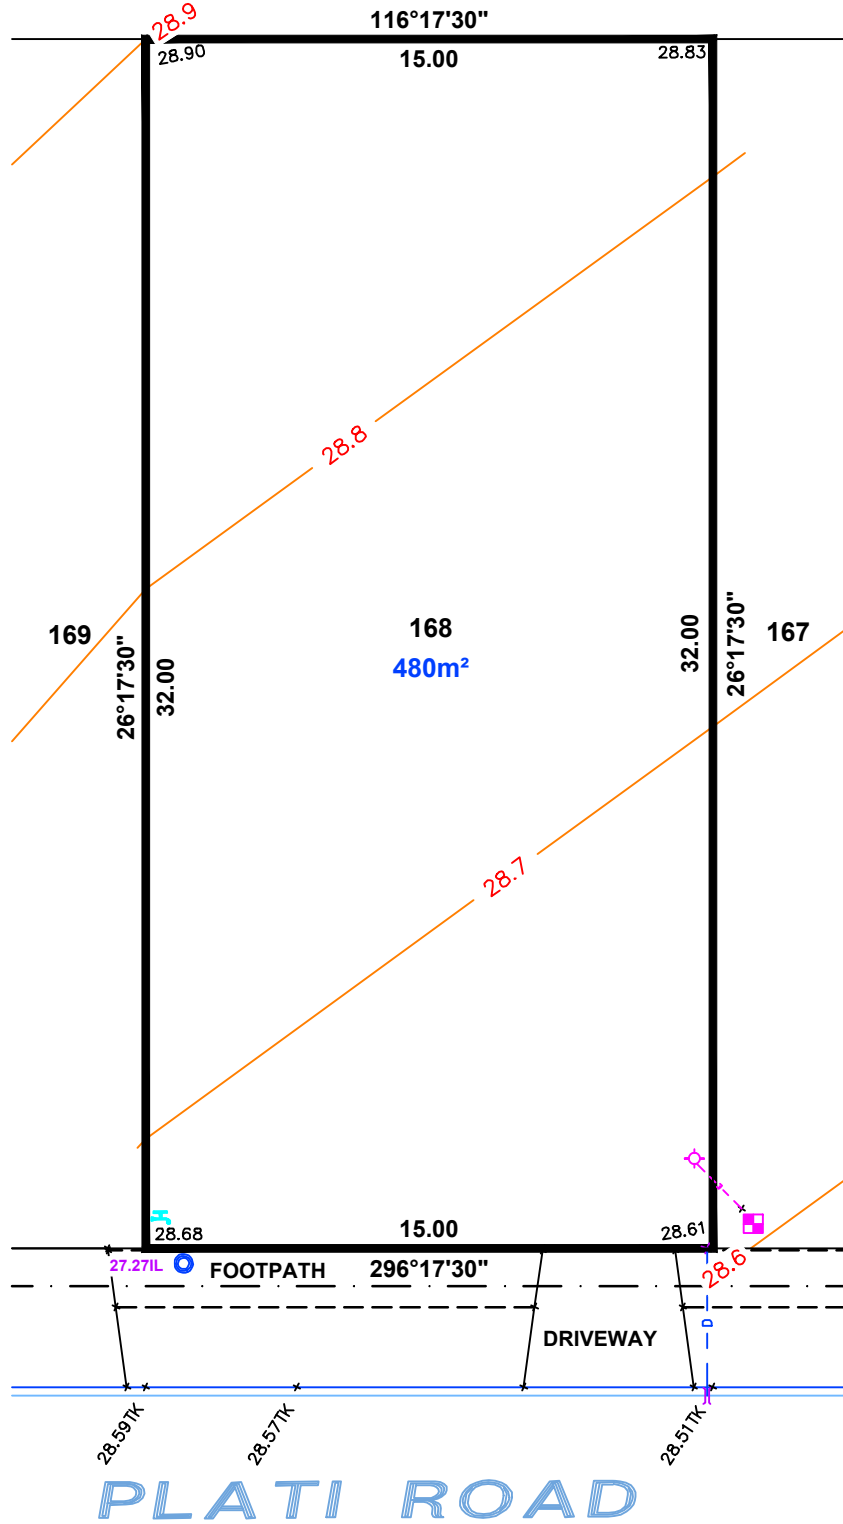 28.9
116°17'30"
28.90
15.00
28.83
28.8
169
168
167
480m²
26°17'30"
32.00
32.00
26°17'30"
28.7
28.68
15.00
28.61
27.27IL
FOOTPATH
296°17'30"
28.6
D
DRIVEWAY
28.59TK
28.57TK
28.51TK
PLATI ROAD